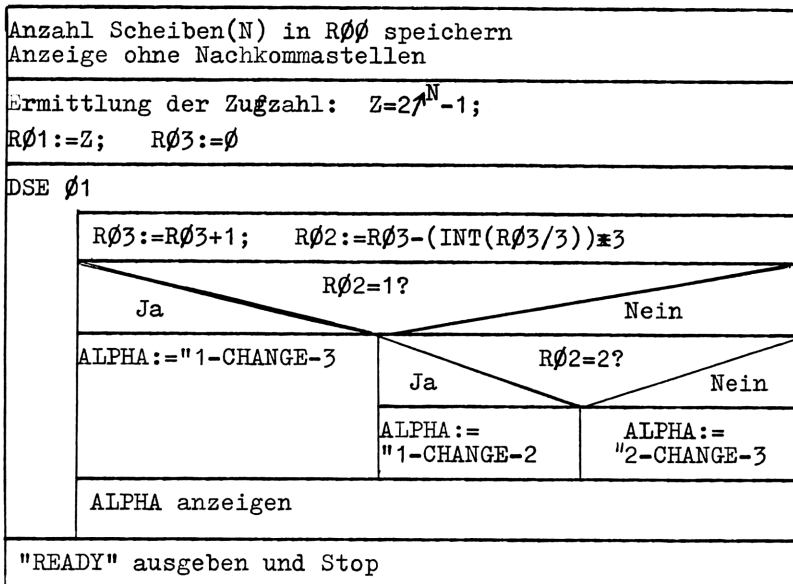 Anzahl Scheiben(N) in RØØ speichern
Anzeige ohne Nachkommastellen
Ermittlung der Zugzahl: Z=2↗N-1;
RØ1:=Z; RØ3:=Ø
DSE Ø1
RØ3:=RØ3+1; RØ2:=RØ3-(INT(RØ3/3))*3
RØ2=1?
Ja
Nein
ALPHA:="1-CHANGE-3
RØ2=2?
Ja
Nein
ALPHA:=
"1-CHANGE-2
ALPHA:=
"2-CHANGE-3
ALPHA anzeigen
"READY" ausgeben und Stop